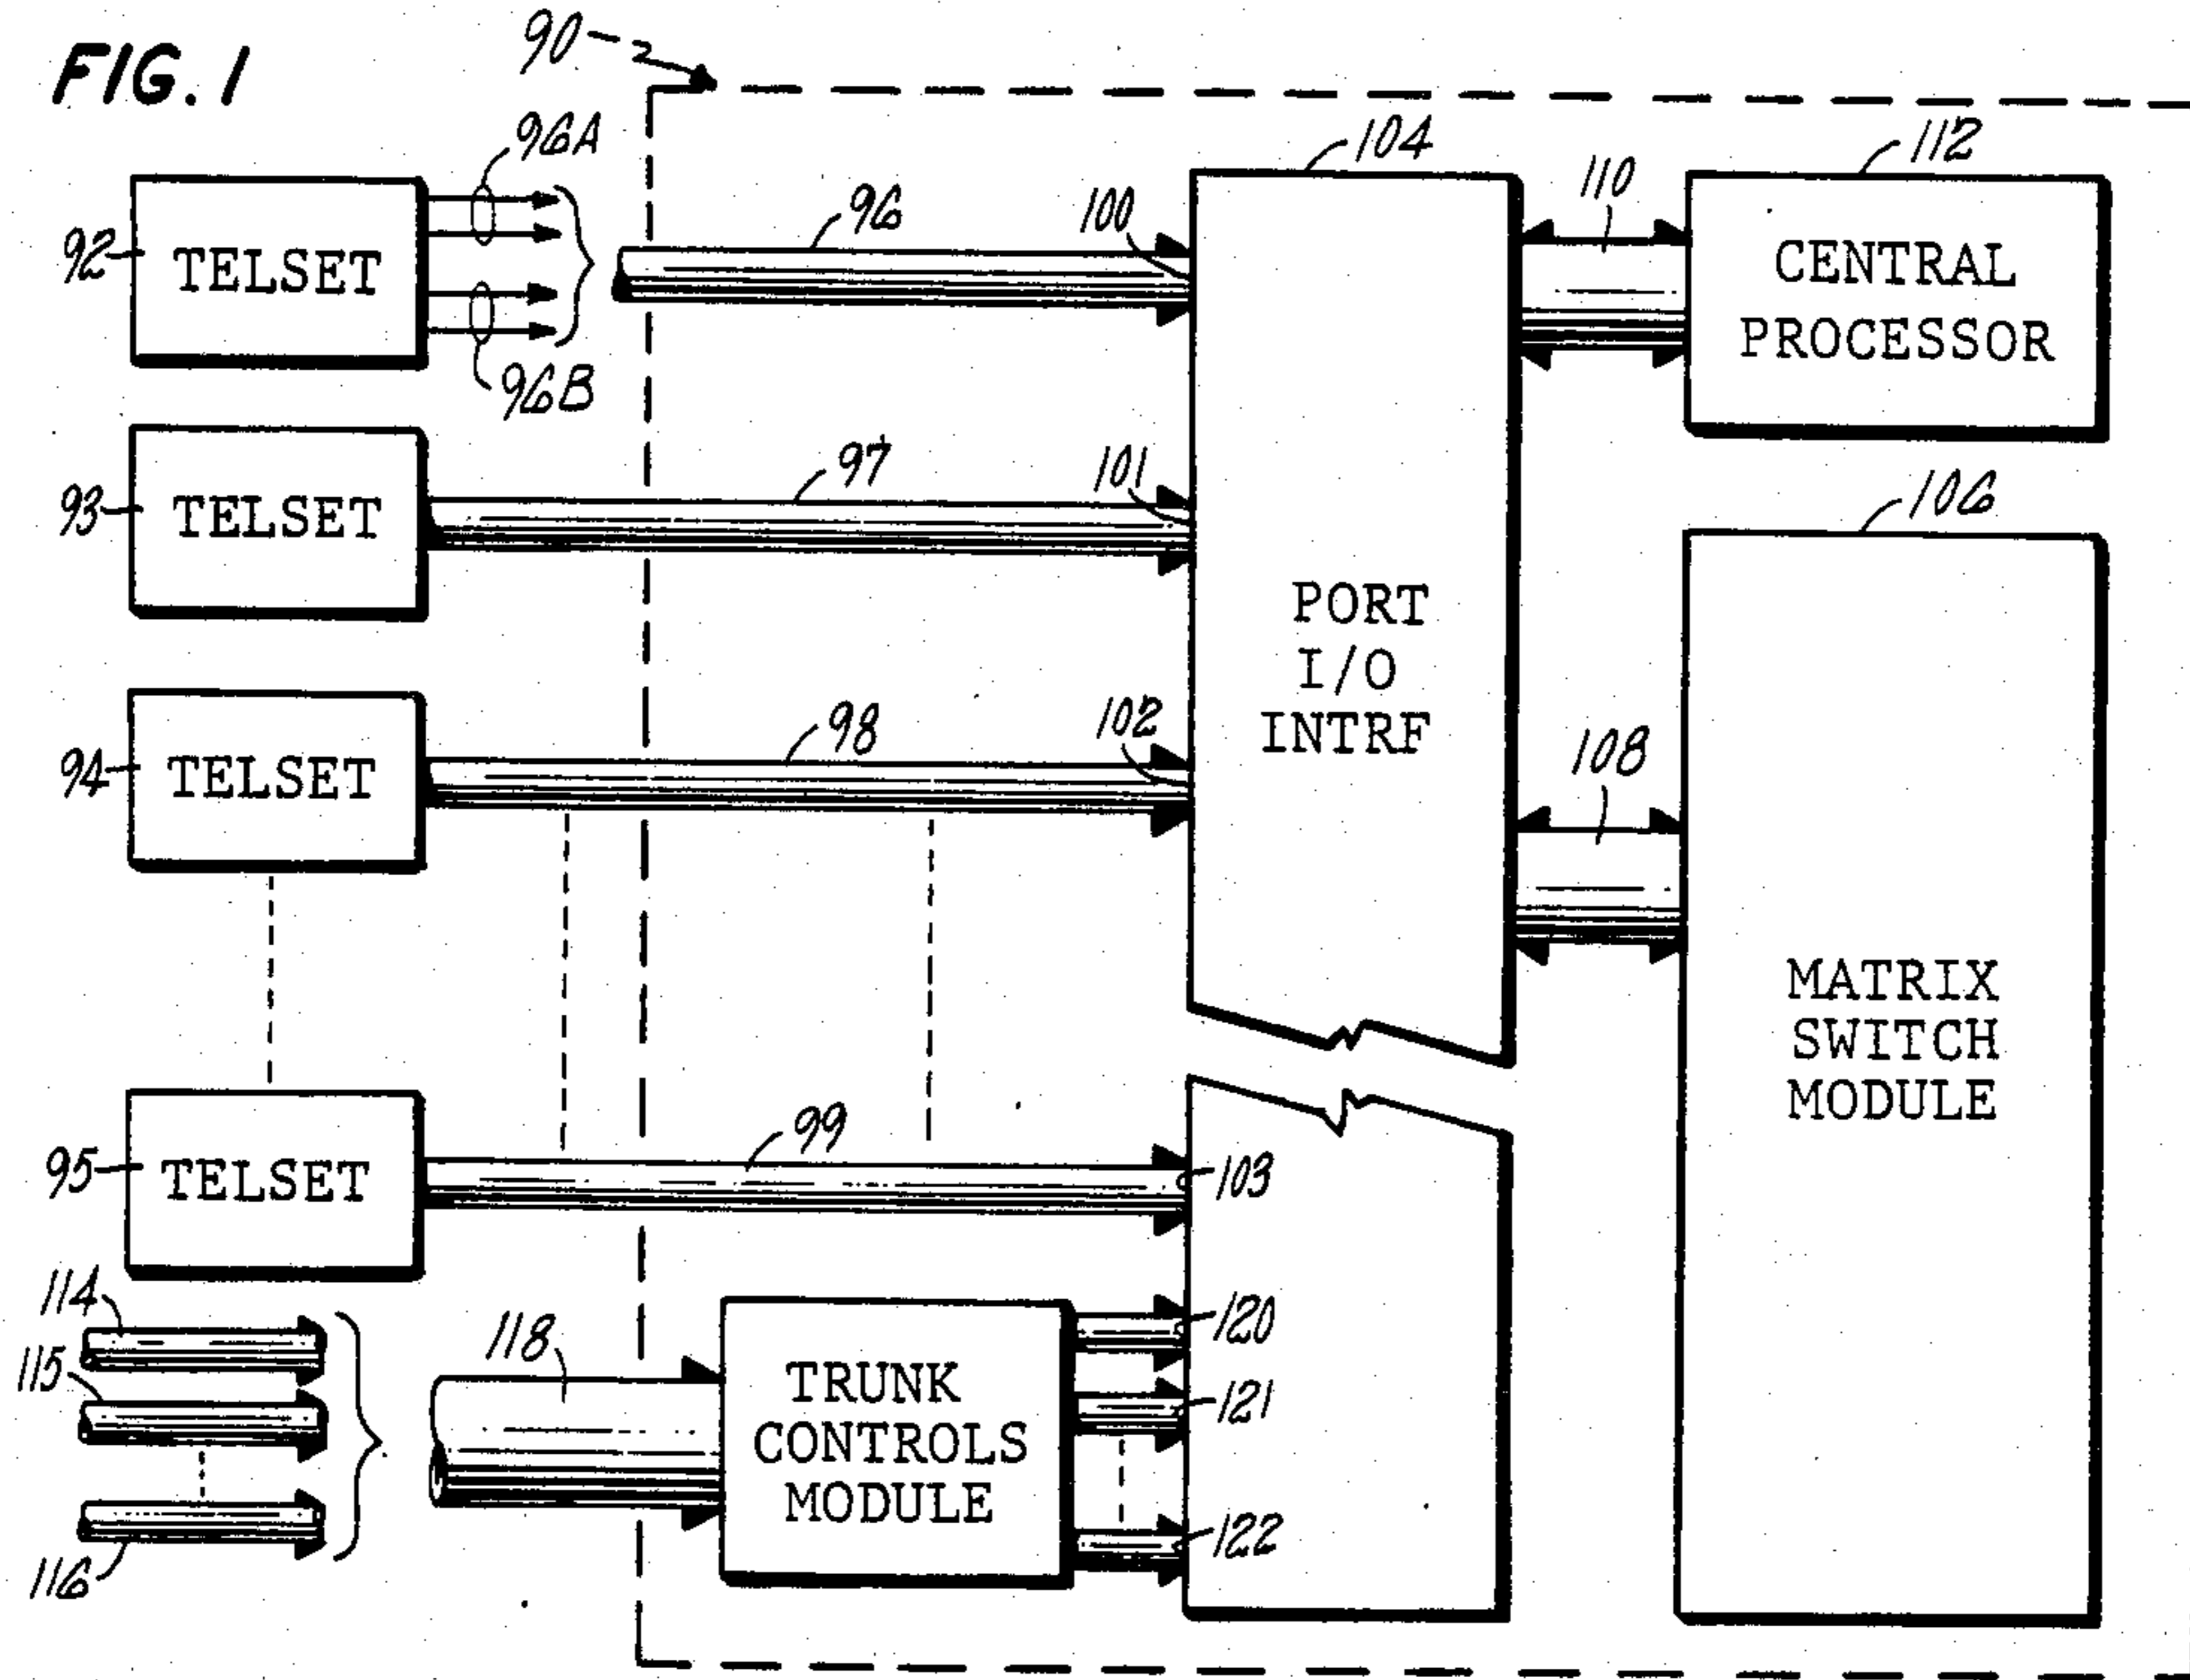 FIG. 1
90
96A
104
112
110
96
100
92
TELSET
CENTRAL
PROCESSOR
96B
97
101
106
93
TELSET
PORT
I/O
INTRF
98
102
108
94
TELSET
MATRIX
SWITCH
MODULE
99
95
TELSET
103
114
118
120
115
TRUNK
CONTROLS
MODULE
121
122
116